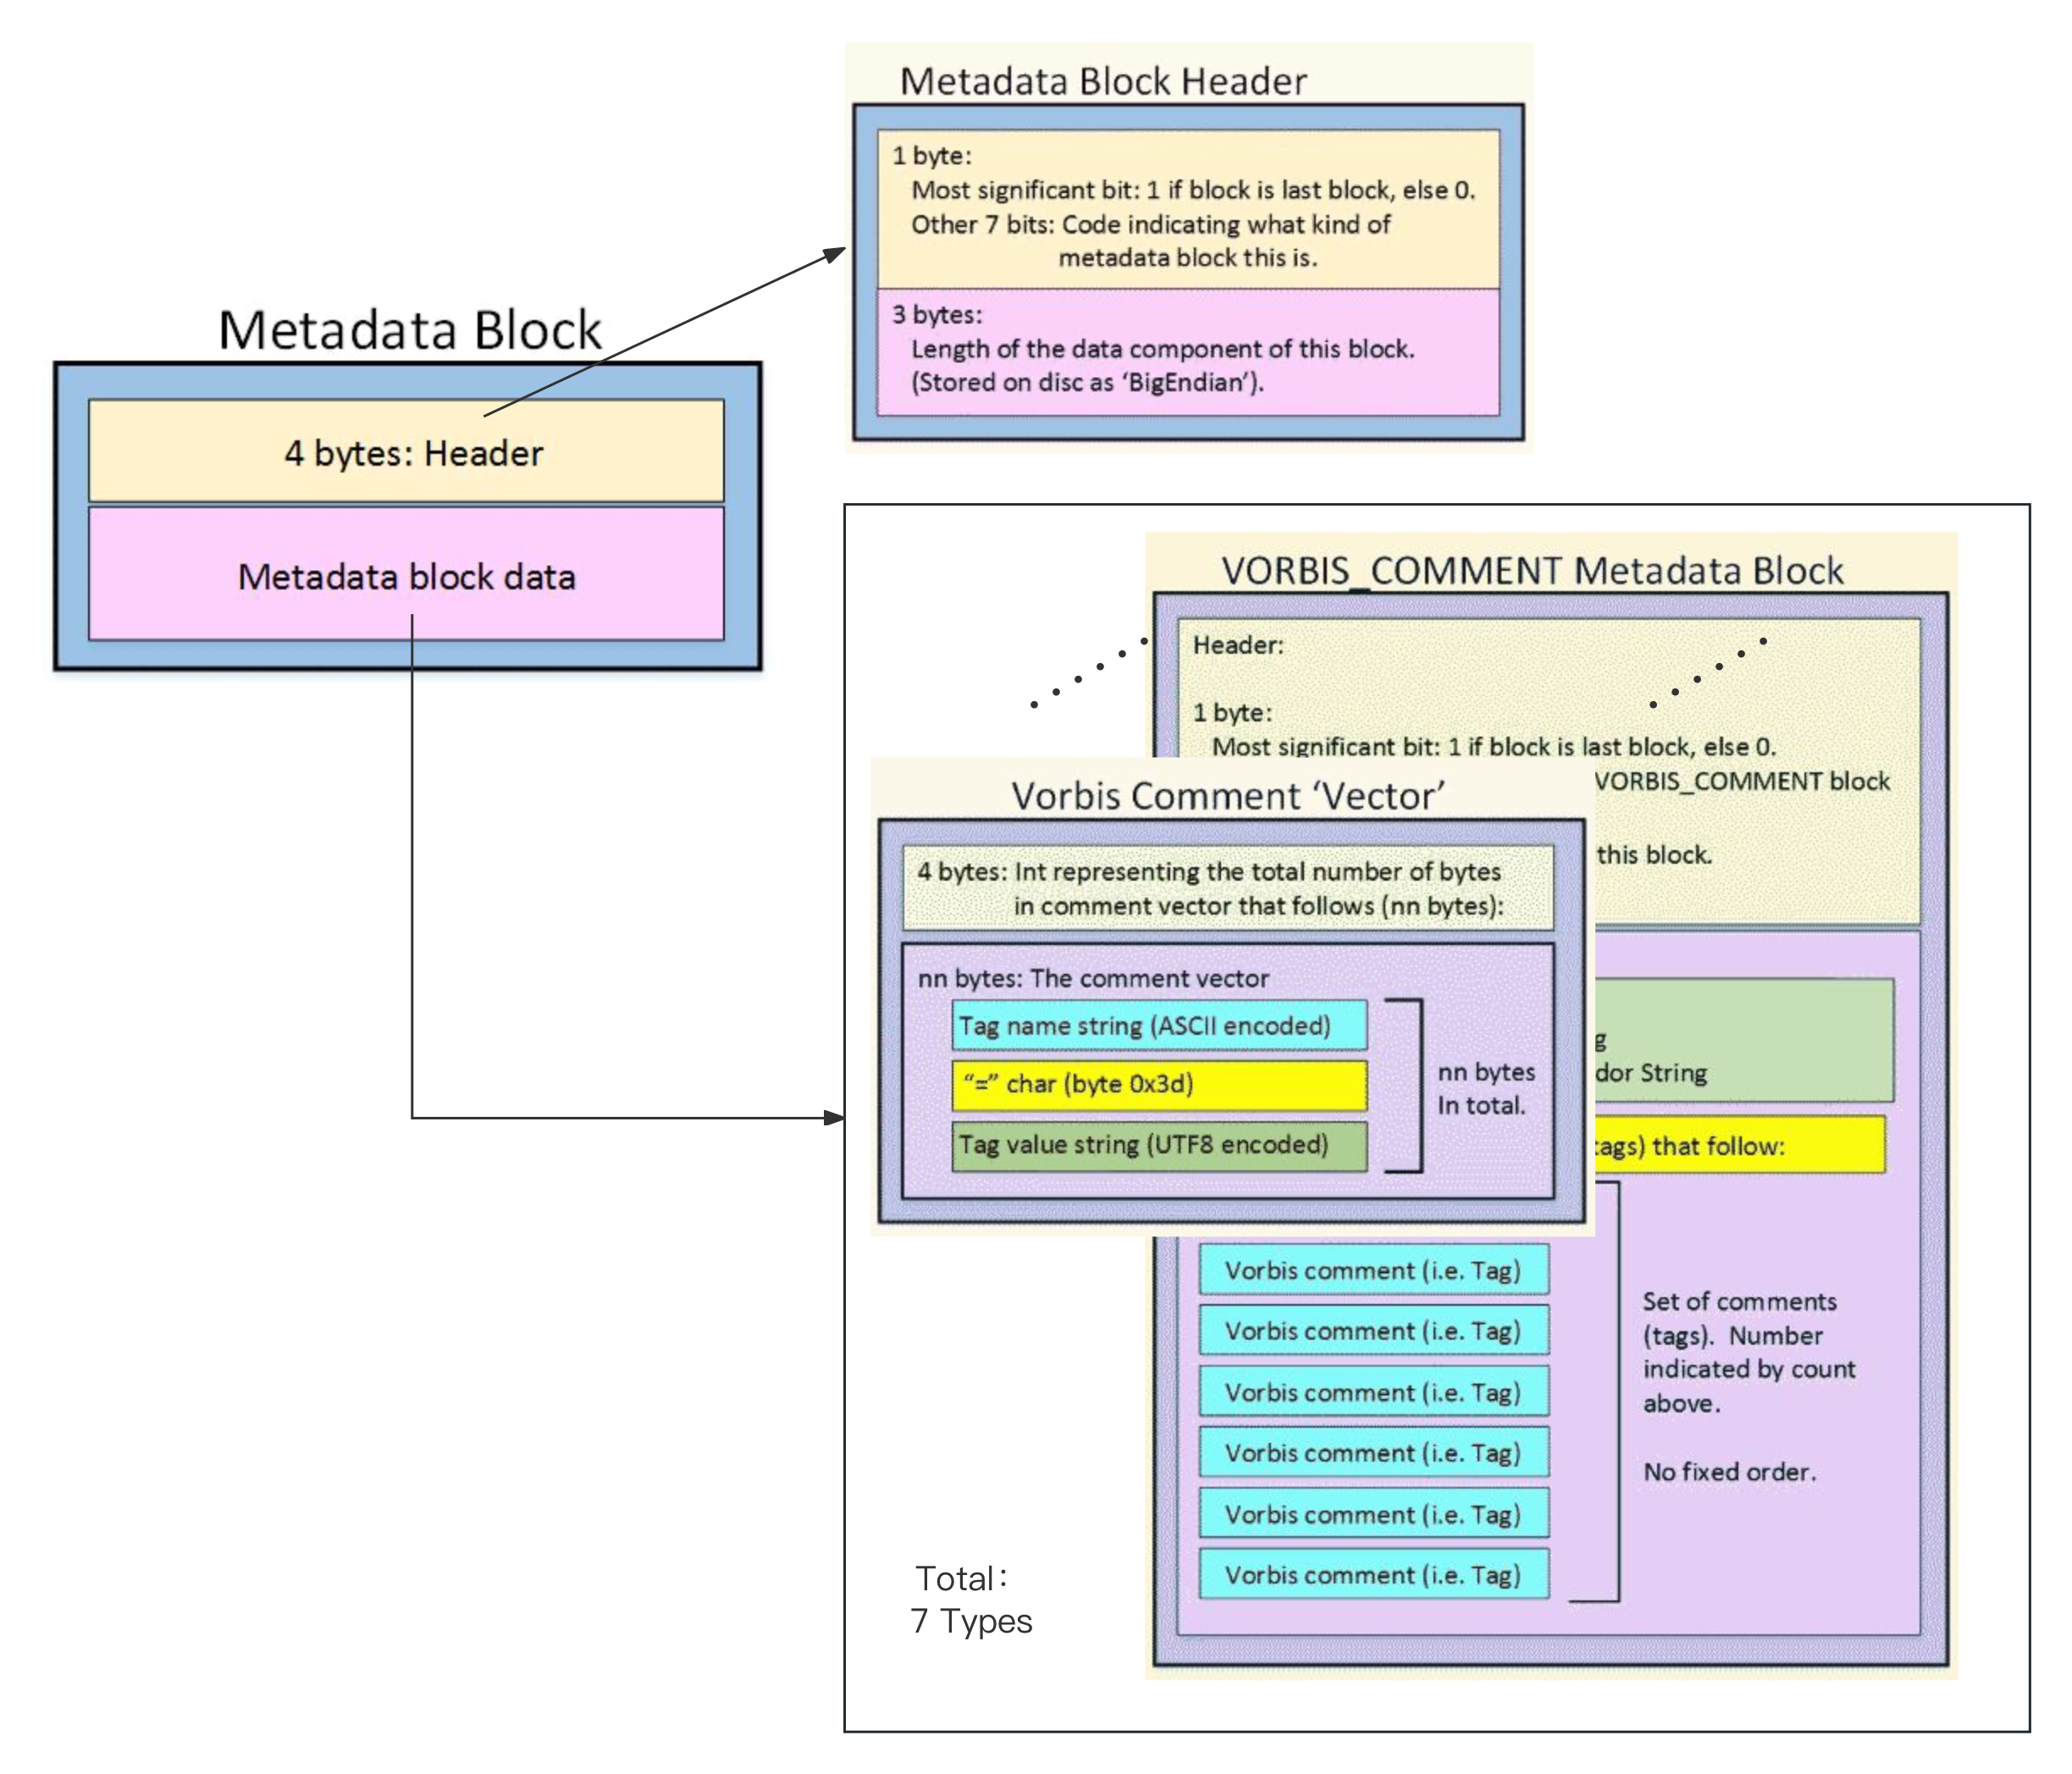 Metadata Block Header
1 byte:
Most significant bit: 1 if block is last block, else 0.
Other 7 bits: Code indicating what kind of
metadata block this is.
3 bytes:
Length of the data component of this block.
(Stored on disc as ‘BigEndian’).
Metadata Block
4 bytes: Header
Metadata block data
VORBIS_COMMENT Metadata Block
Header:
1 byte:
Most significant bit: 1 if block is last block, else 0.
VORBIS_COMMENT block
this block.
Vorbis Comment ‘Vector’
4 bytes: Int representing the total number of bytes
in comment vector that follows (nn bytes):
nn bytes: The comment vector
Tag name string (ASCII encoded)
“=” char (byte 0x3d)
Tag value string (UTF8 encoded)
nn bytes
In total.
String
that follow:
Vorbis comment (i.e. Tag)
Vorbis comment (i.e. Tag)
Vorbis comment (i.e. Tag)
Vorbis comment (i.e. Tag)
Vorbis comment (i.e. Tag)
Vorbis comment (i.e. Tag)
Set of comments
(tags). Number
indicated by count
above.
No fixed order.
Total:
7 Types